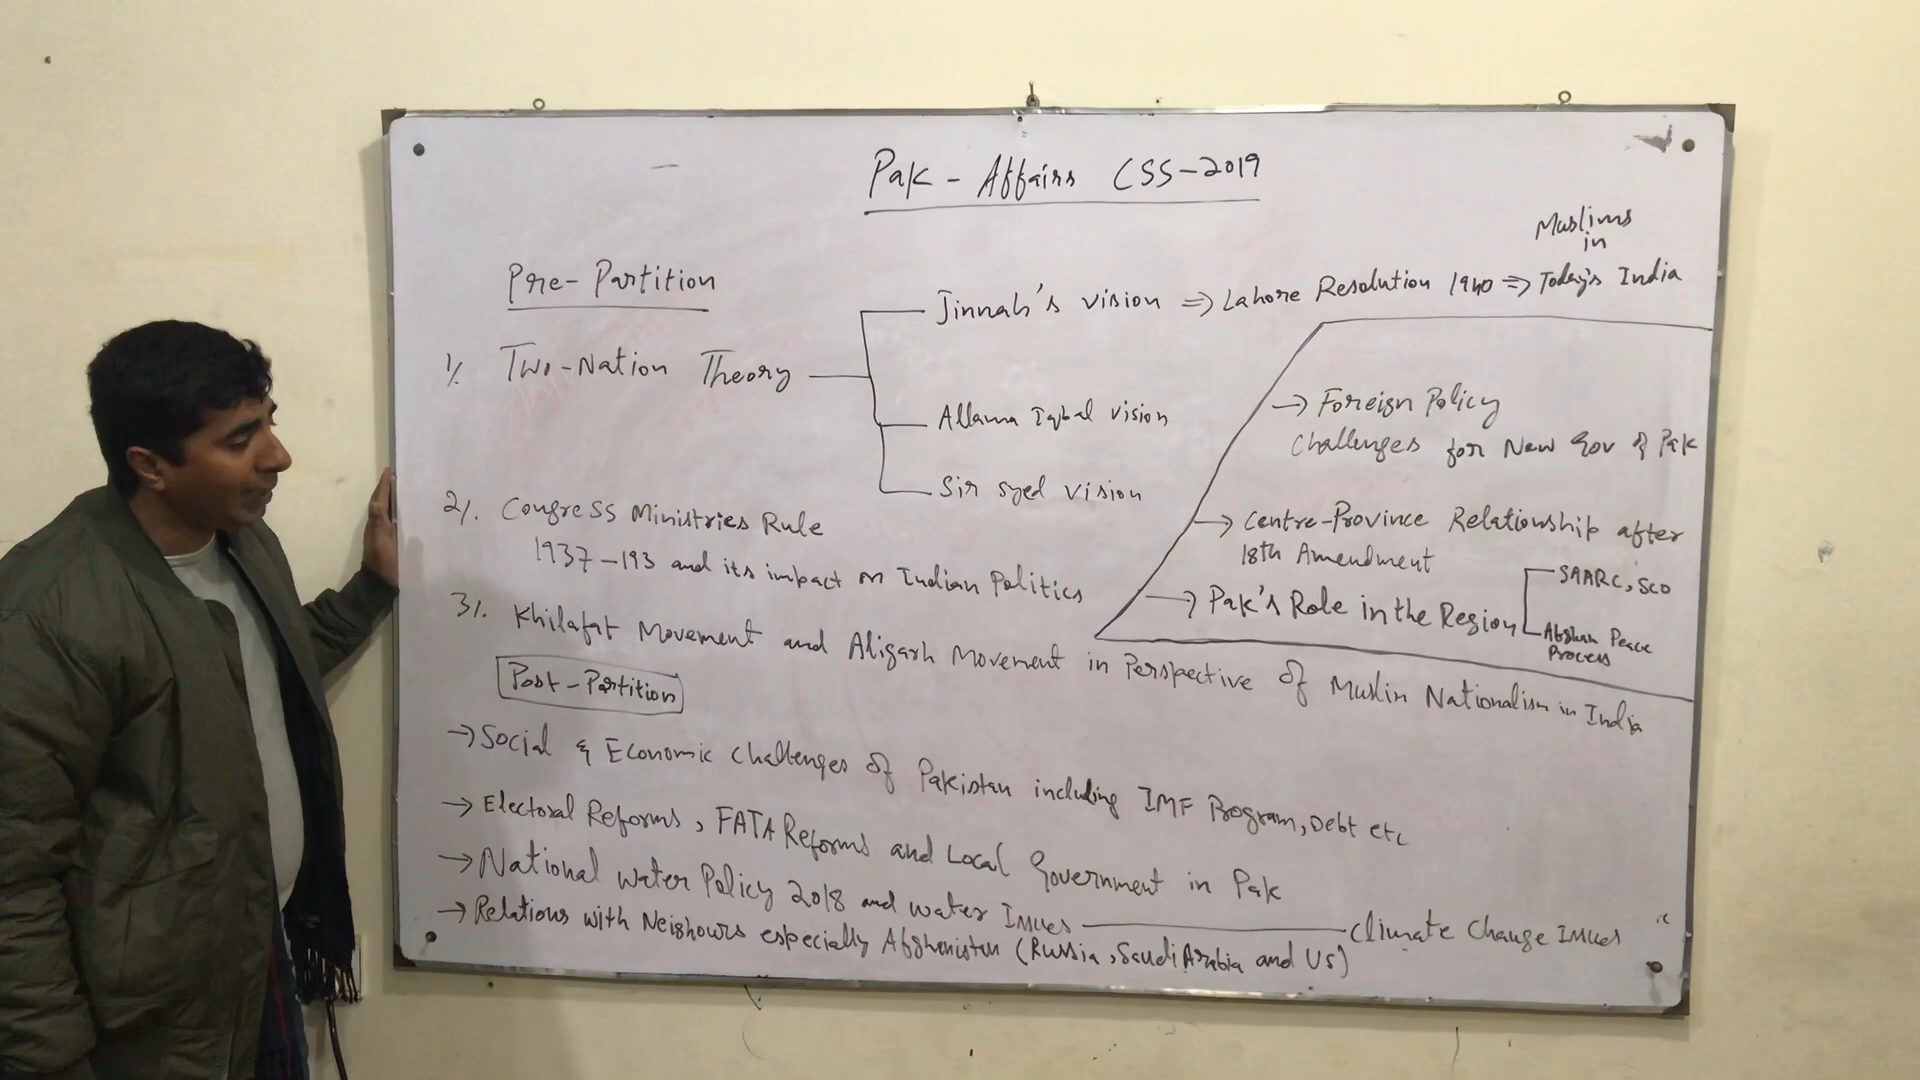 Pak - Affairs CSS-2019
Pre-Partition
1/. Two-Nation Theory
Jinnah's vision ⇒ Lahore Resolution 1940 ⇒ Muslims in Today's India
Allama Iqbal vision
Sir Syed vision
2/. Congress Ministries Rule
1937-193 and its impact on Indian Politics
3/. Khilafat Movement and Aligarh Movement in Perspective of Muslim Nationalism in India
→ Foreign Policy
Challenges for New Gov of Pak
→ Centre-Province Relationship after
18th Amendment
→ Pak's Role in the Region
SAARC, SCO
Afghan Peace
Process
Post-Partition
→ Social & Economic Challenges of Pakistan including IMF Program, Debt etc
→ Electoral Reforms, FATA Reforms and Local Government in Pak
→ National Water Policy 2018 and water Issues — Climate Change Issues
→ Relations with Neighours especially Afghanistan (Russia, Saudi Arabia and US)